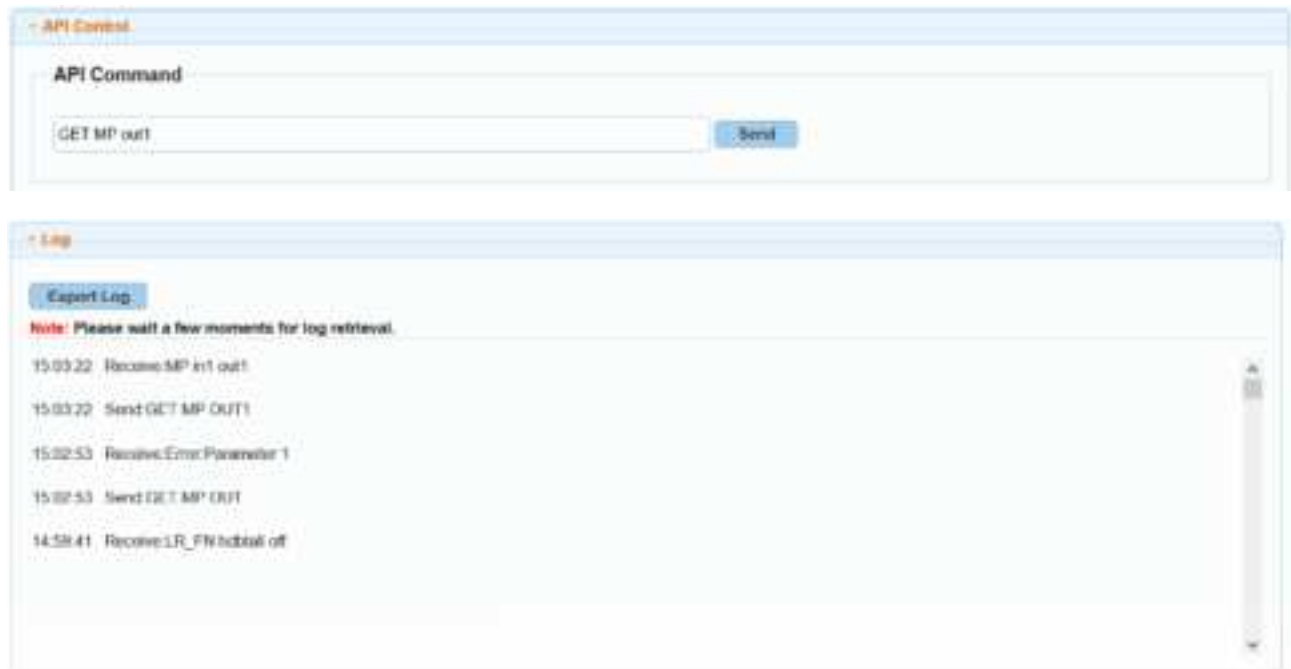 API Control
API Command
GET MP out1
Send
Log
Export Log
Note: Please wait a few moments for log retrieval.
15:03:22 Receive:MP in1 out1
15:03:22 Send:GET MP OUT1
15:02:53 Receive:Error:Parameter 1
15:02:53 Send:GET MP OUT
14:59:41 Receive:LR_FN off